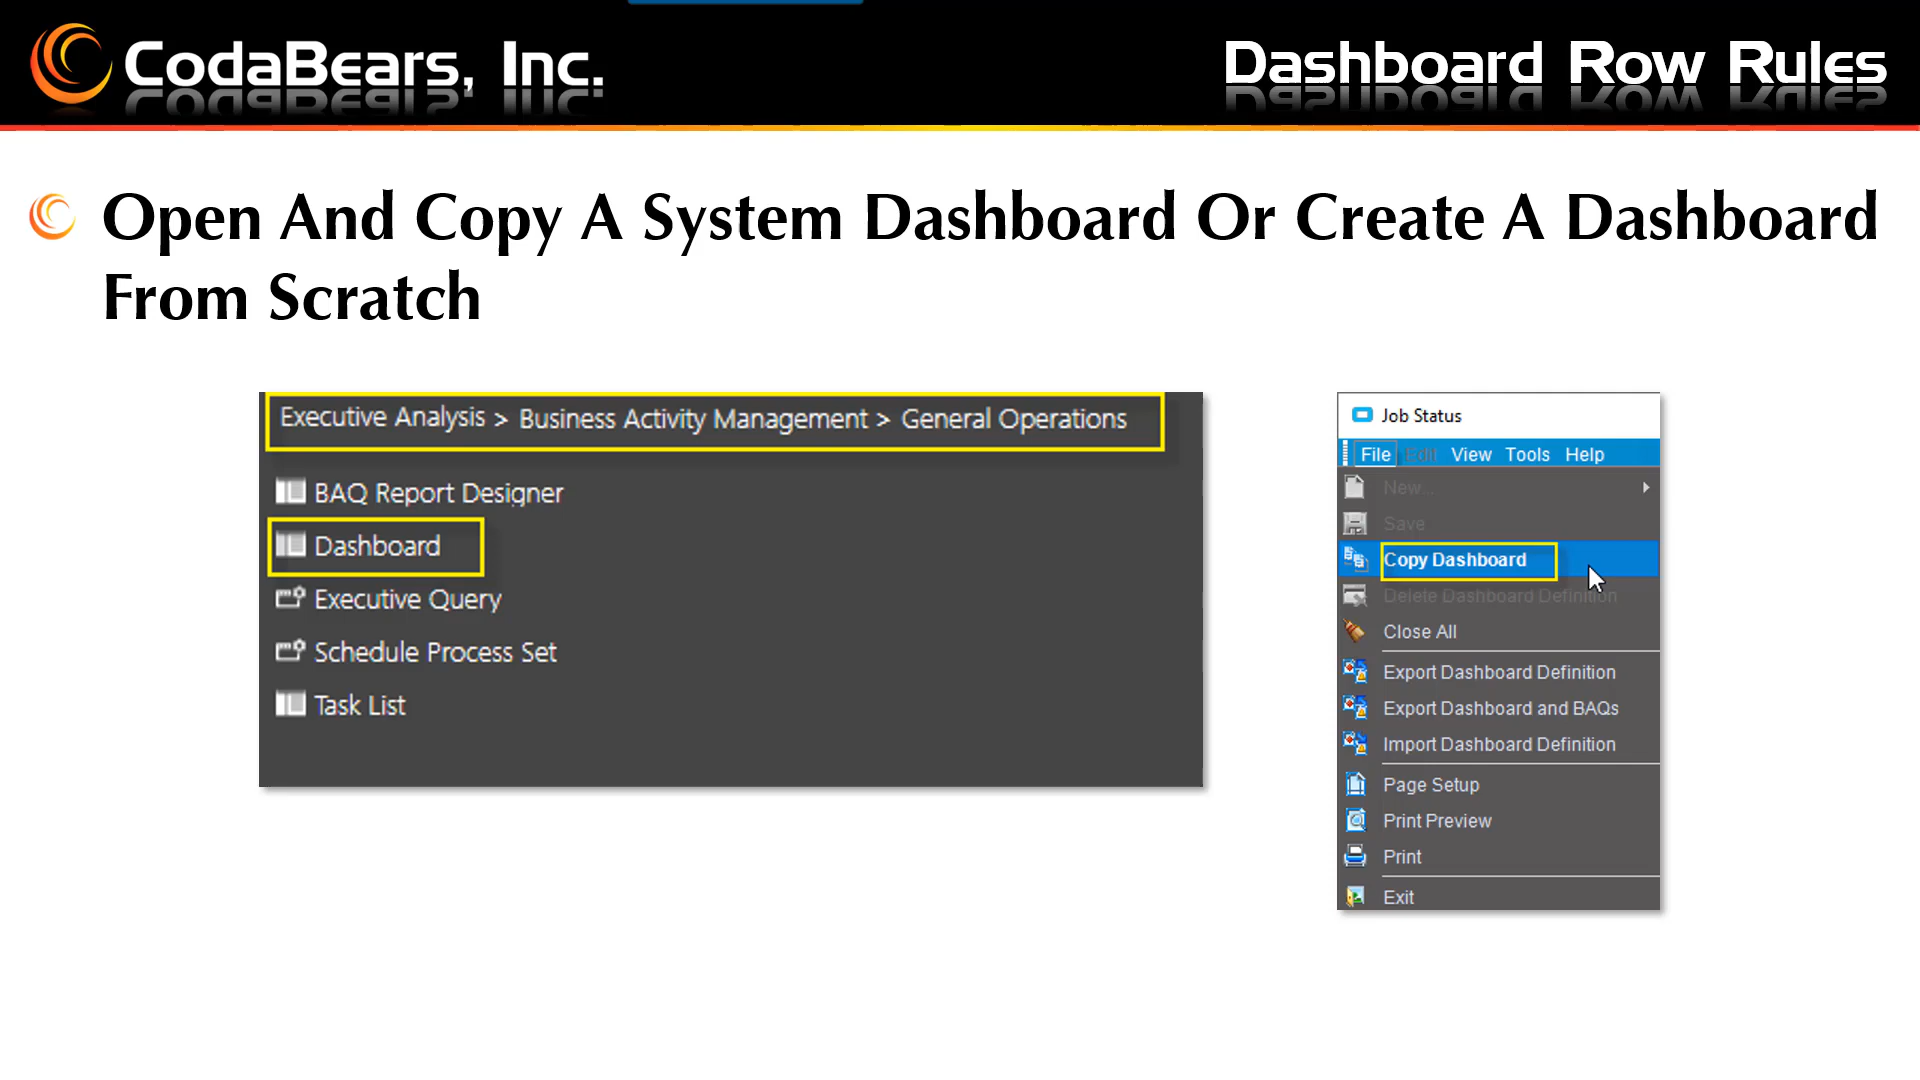 CodaBears, Inc.
Dashboard Row Rules
Open And Copy A System Dashboard Or Create A Dashboard
From Scratch
Executive Analysis > Business Activity Management > General Operations
BAQ Report Designer
Dashboard
Executive Query
Schedule Process Set
Task List
Job Status
File Edit View Tools Help
New...
Save
Copy Dashboard
Delete Dashboard Definition
Close All
Export Dashboard Definition
Export Dashboard and BAQs
Import Dashboard Definition
Page Setup
Print Preview
Print
Exit